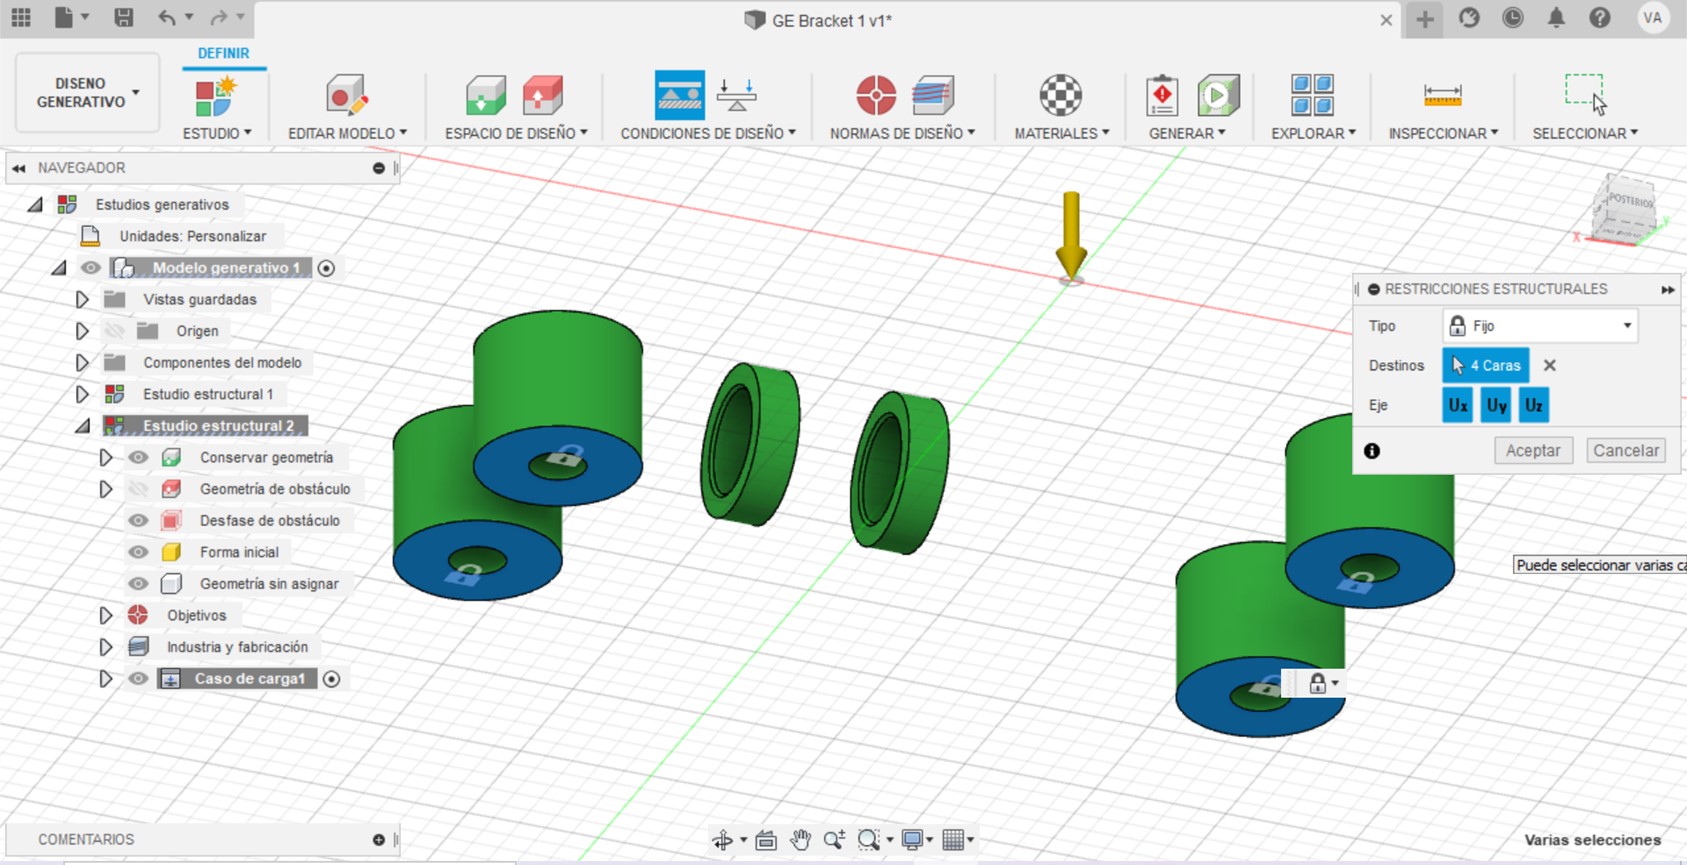 GE Bracket 1 v1*
VA
DEFINIR
DISENO
GENERATIVO
ESTUDIO
EDITAR MODELO
ESPACIO DE DISEÑO
CONDICIONES DE DISEÑO
NORMAS DE DISEÑO
MATERIALES
GENERAR
EXPLORAR
INSPECCIONAR
SELECCIONAR
NAVEGADOR
Estudios generativos
Unidades: Personalizar
Modelo generativo 1
Vistas guardadas
Origen
Componentes del modelo
Estudio estructural 1
Estudio estructural 2
Conservar geometría
Geometría de obstáculo
Desfase de obstáculo
Forma inicial
Geometría sin asignar
Objetivos
Industria y fabricación
Caso de carga1
POSTERIOR
X
Y
RESTRICCIONES ESTRUCTURALES
Tipo
Fijo
Destinos
4 Caras
Eje
Ux Uy Uz
Aceptar
Cancelar
Puede seleccionar varias ca
COMENTARIOS
Varias selecciones